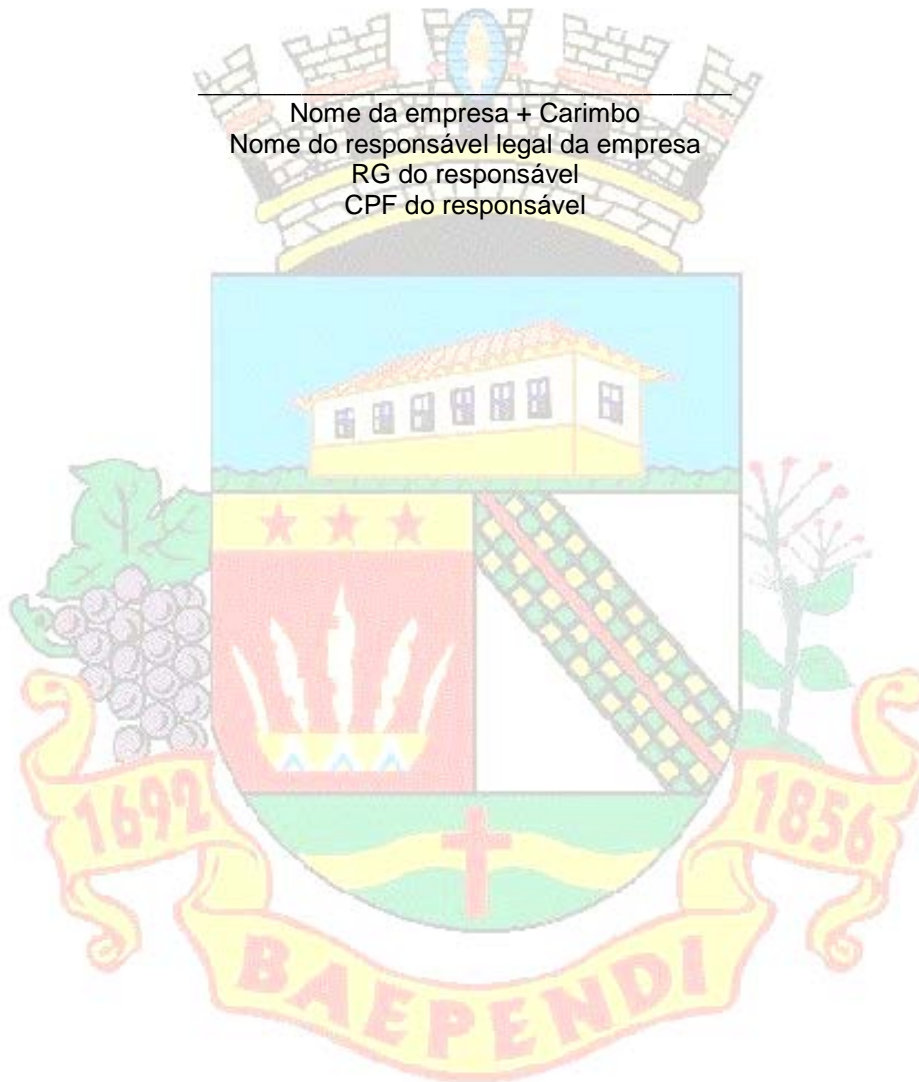 Nome da empresa + Carimbo
Nome do responsável legal da empresa
RG do responsável
CPF do responsável
1692
1856
BAEPENDI